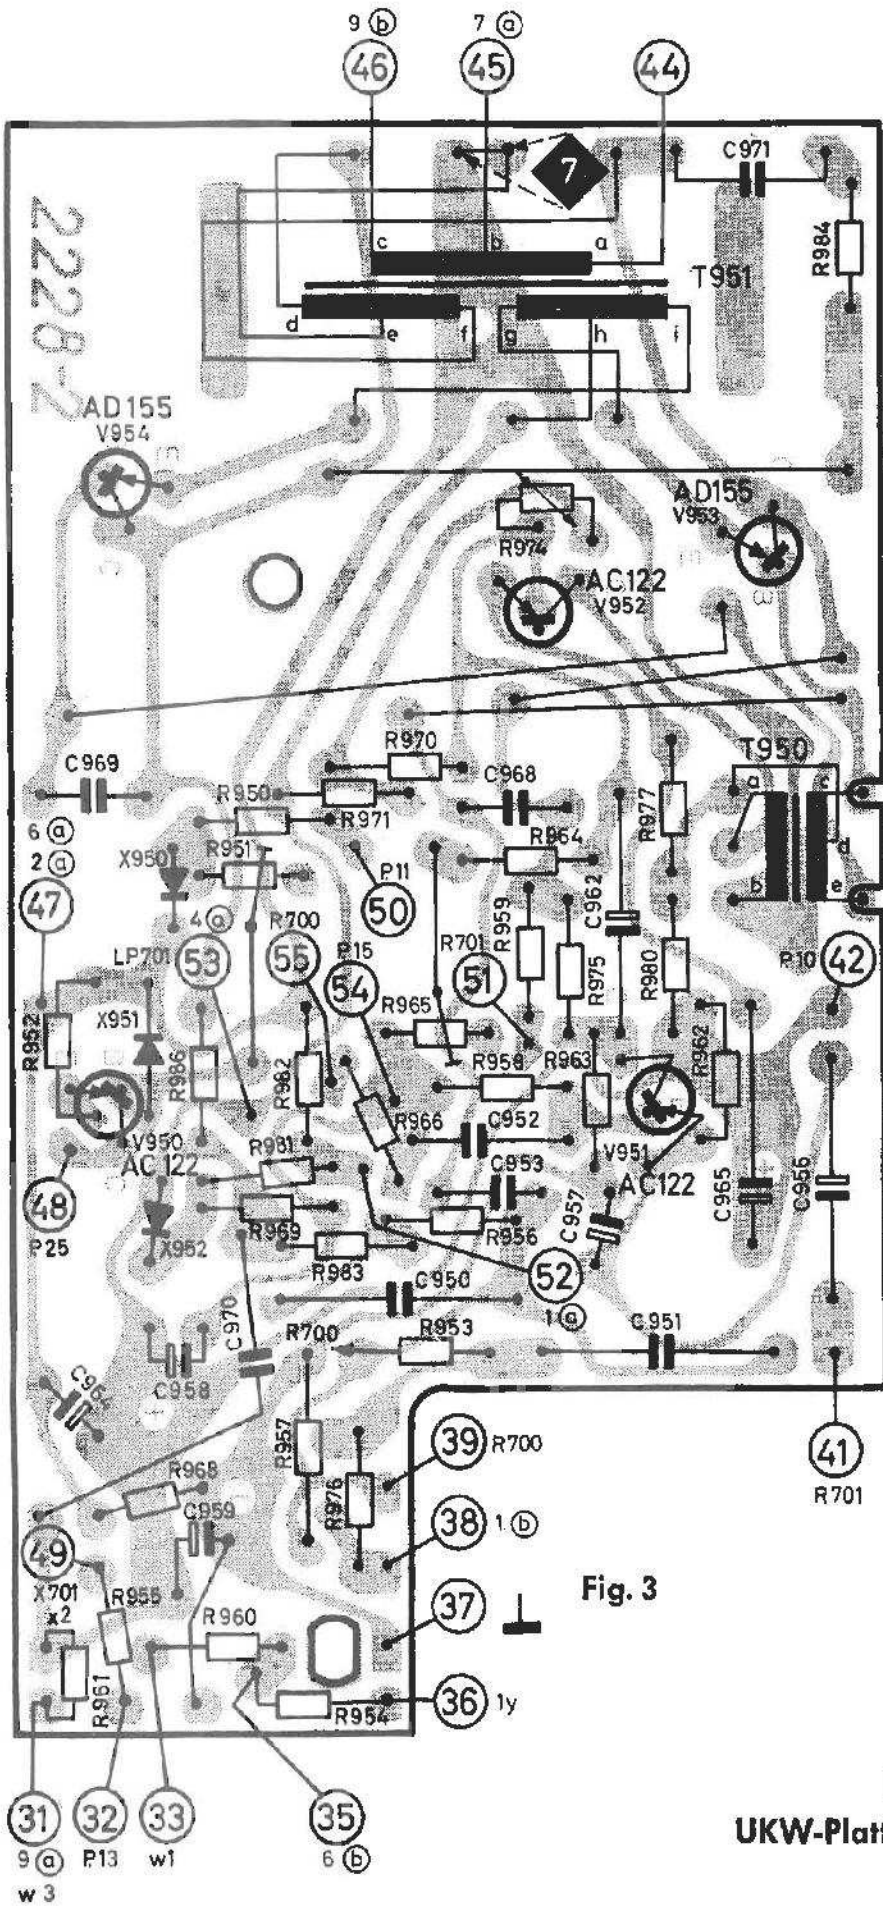 9 ⓑ
7 ⓐ
46
45
44
7
C971
R984
c
b
a
T951
d
e
f
g
h
i
2228-2
AD155
V954
AD155
V953
R974
AC122
V952
C969
R970
R950
R971
C968
R977
T950
a
c
d
b
e
6 ⓐ
2 ⓐ
47
X950
R951
P11
50
R964
C962
R959
R975
R980
LP701
4 ⓐ
53
R700
55
P15
54
R701
51
P10
42
R952
X951
R986
R982
R965
R958
R963
R962
R966
C952
V950
AC122
R981
C953
V951
AC122
C965
C956
48
P25
X952
R969
R983
R956
C957
52
1 ⓐ
C970
C950
R700
R953
C951
C958
C964
R957
R976
39
R700
41
R701
R968
C959
38
1 ⓑ
49
X701
x2
R955
R960
37
Fig. 3
R961
R954
36
1y
31
32
33
35
9 ⓐ
P13
w1
6 ⓑ
w 3
UKW-Platt